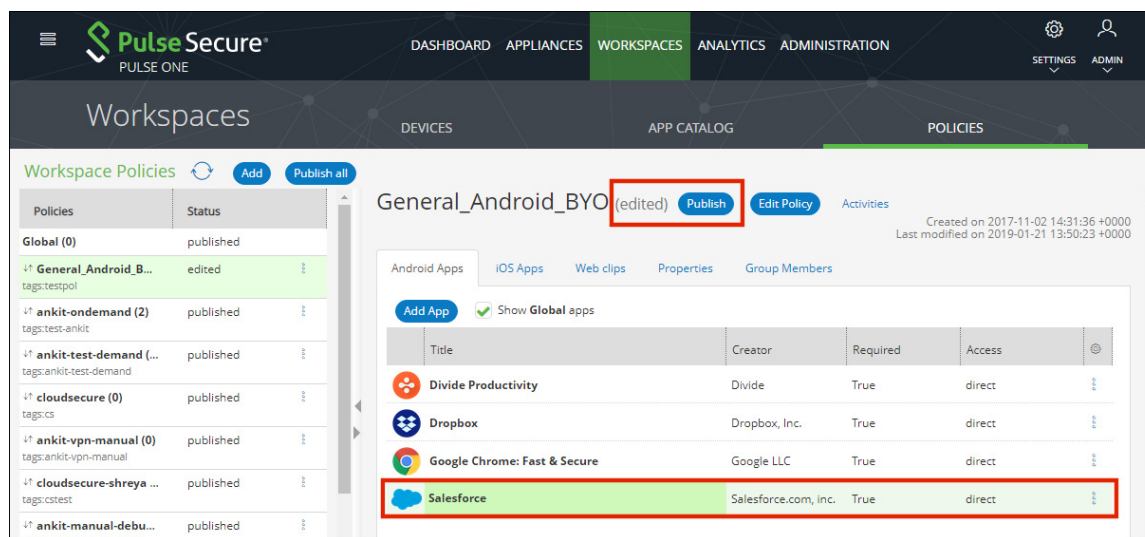 Pulse Secure®
PULSE ONE
DASHBOARD APPLIANCES WORKSPACES ANALYTICS ADMINISTRATION
SETTINGS ADMIN
Workspaces
DEVICES APP CATALOG POLICIES
Workspace Policies Add Publish all
Policies Status
Global (0) published
General_Android_B... edited
tags:testpol
ankit-ondemand (2) published
tags:test-ankit
ankit-test-demand (... published
tags:ankit-test-demand
cloudsecure (0) published
tags:cs
ankit-vpn-manual (0) published
tags:ankit-vpn-manual
cloudsecure-shreya ... published
tags:cstest
ankit-manual-debu... published
General_Android_BYO (edited) Publish Edit Policy Activities
Created on 2017-11-02 14:31:36 +0000
Last modified on 2019-01-21 13:50:23 +0000
Android Apps iOS Apps Web clips Properties Group Members
Add App Show Global apps
Title Creator Required Access
Divide Productivity Divide True direct
Dropbox Dropbox, Inc. True direct
Google Chrome: Fast & Secure Google LLC True direct
Salesforce Salesforce.com, inc. True direct